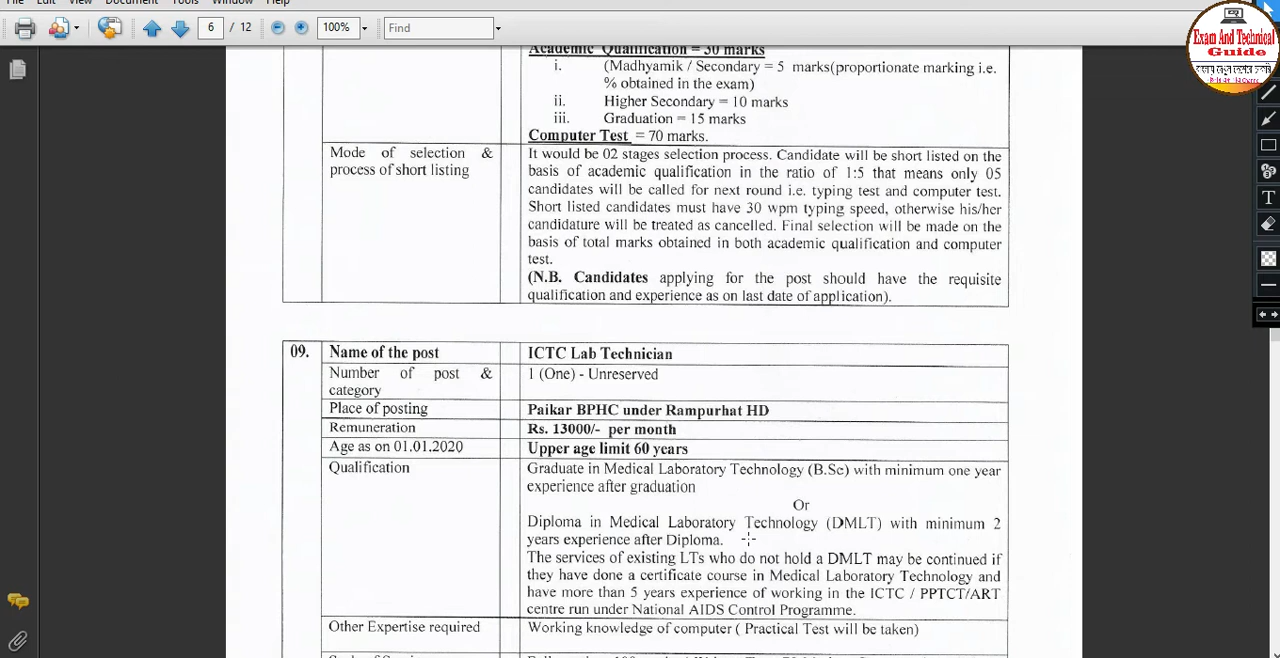 File Edit View Document Tools Window Help
6 / 12 100% Find
Exam And Technical
Guide
Academic Qualification = 30 marks
i. (Madhyamik / Secondary = 5 marks(proportionate marking i.e.
% obtained in the exam)
ii. Higher Secondary = 10 marks
iii. Graduation = 15 marks
Computer Test = 70 marks.
Mode of selection &
process of short listing
It would be 02 stages selection process. Candidate will be short listed on the
basis of academic qualification in the ratio of 1:5 that means only 05
candidates will be called for next round i.e. typing test and computer test.
Short listed candidates must have 30 wpm typing speed, otherwise his/her
candidature will be treated as cancelled. Final selection will be made on the
basis of total marks obtained in both academic qualification and computer
test.
(N.B. Candidates applying for the post should have the requisite
qualification and experience as on last date of application).
09. Name of the post ICTC Lab Technician
Number of post &
category
1 (One) - Unreserved
Place of posting Paikar BPHC under Rampurhat HD
Remuneration Rs. 13000/- per month
Age as on 01.01.2020 Upper age limit 60 years
Qualification Graduate in Medical Laboratory Technology (B.Sc) with minimum one year
experience after graduation
Or
Diploma in Medical Laboratory Technology (DMLT) with minimum 2
years experience after Diploma.
The services of existing LTs who do not hold a DMLT may be continued if
they have done a certificate course in Medical Laboratory Technology and
have more than 5 years experience of working in the ICTC / PPTCT/ART
centre run under National AIDS Control Programme.
Other Expertise required Working knowledge of computer ( Practical Test will be taken)